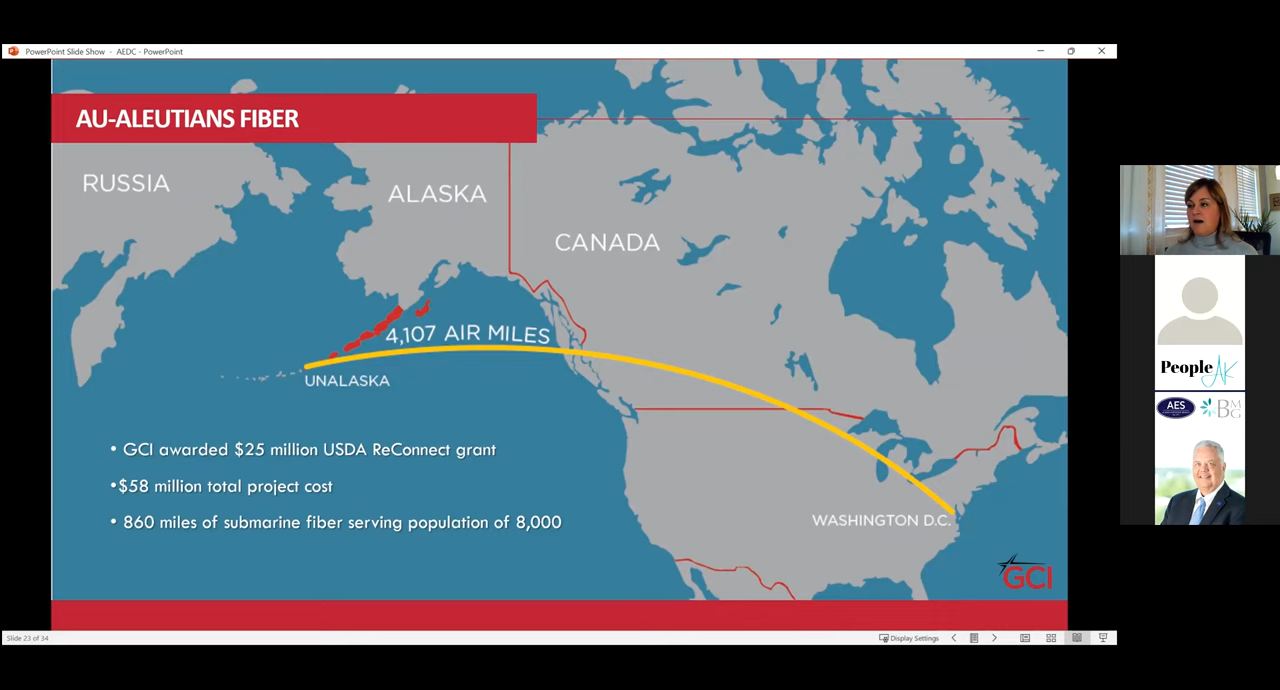 PowerPoint Slide Show - AEDC - PowerPoint
AU-ALEUTIANS FIBER
RUSSIA
ALASKA
CANADA
4,107 AIR MILES
UNALASKA
• GCI awarded $25 million USDA ReConnect grant
•$58 million total project cost
• 860 miles of submarine fiber serving population of 8,000
WASHINGTON D.C.
GCI
Slide 23 of 34
Display Settings
People AK
AES
BMG